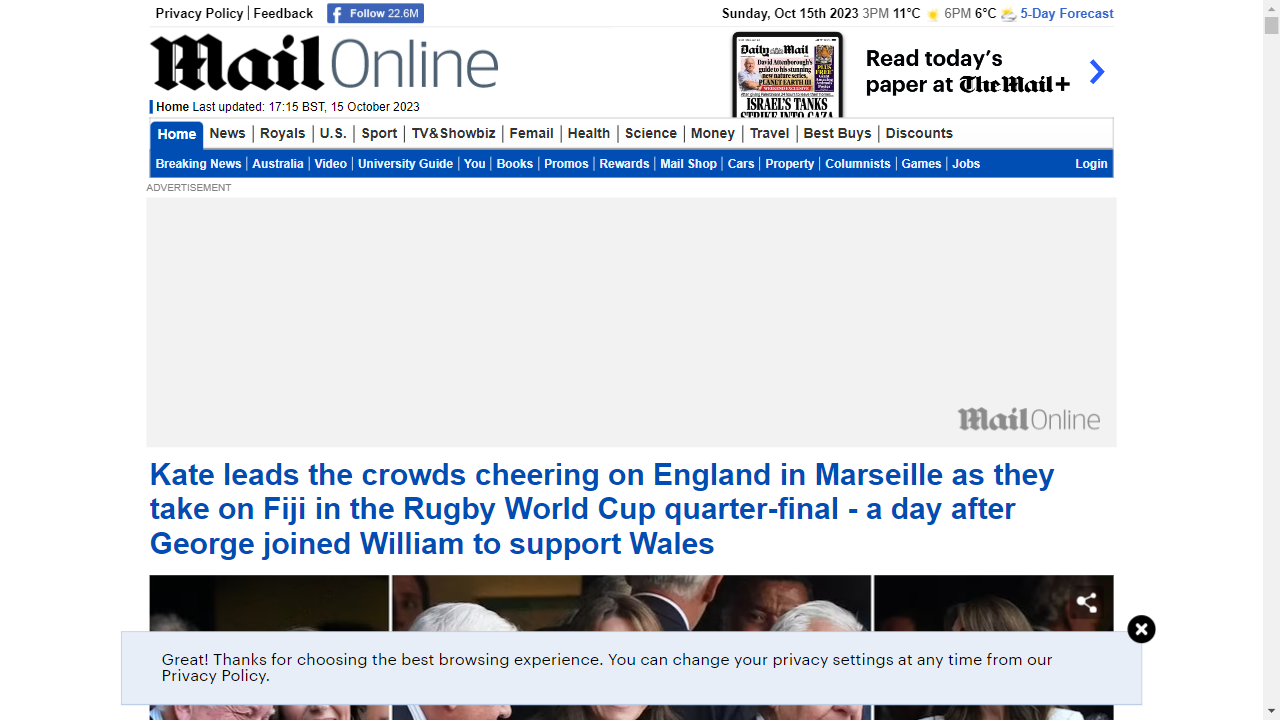 Privacy Policy Feedback Follow 22.6M Sunday, Oct 15th 2023 3PM 11°C 6PM 6°C 5-Day Forecast
Mail Online
Daily Mail
David Attenborough's
guide to his stunning
new nature series,
PLANET EARTH III
WEEKEND EXCLUSIVE
PLUS
FREE
ISRAEL'S TANKS
STRIKE INTO GAZA
Read today's
paper at The Mail+
Home Last updated: 17:15 BST, 15 October 2023
Home News Royals U.S. Sport TV&Showbiz Femail Health Science Money Travel Best Buys Discounts
Breaking News Australia Video University Guide You Books Promos Rewards Mail Shop Cars Property Columnists Games Jobs Login
ADVERTISEMENT
Mail Online
Kate leads the crowds cheering on England in Marseille as they
take on Fiji in the Rugby World Cup quarter-final - a day after
George joined William to support Wales
Great! Thanks for choosing the best browsing experience. You can change your privacy settings at any time from our
Privacy Policy.